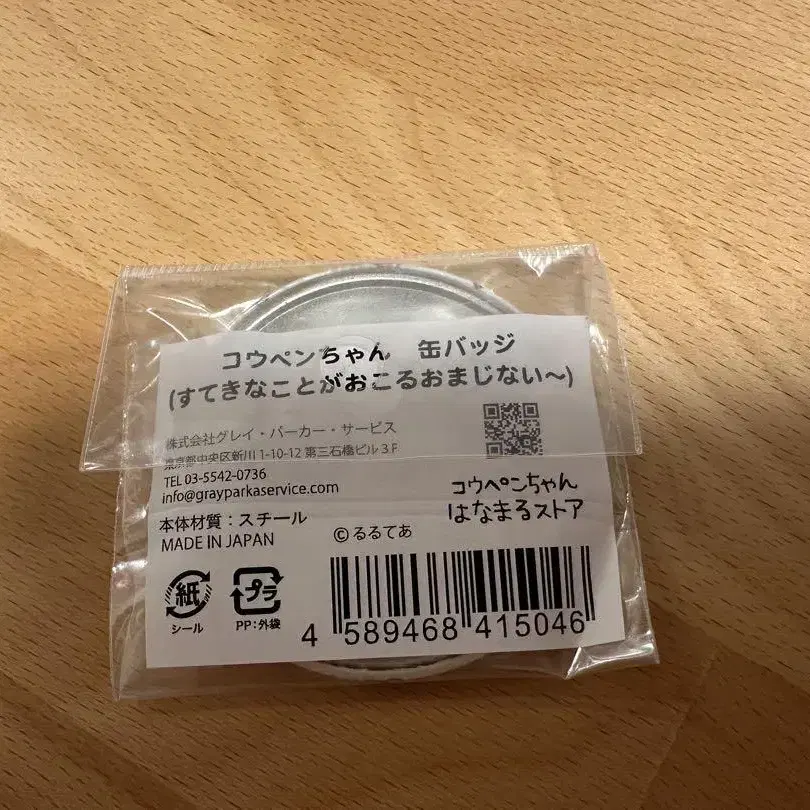 コウペンちゃん　缶バッジ
(すてきなことがおこるおまじない～)
株式会社グレイ・パーカー・サービス
東京都中央区新川 1-10-12 第三石橋ビル 3 F
TEL 03-5542-0736
info@grayparkaservice.com
コウペンちゃん
はなまるストア
本体材質：スチール
MADE IN JAPAN
©るるてあ
紙
シール
プラ
PP：外袋
4 589468 415046